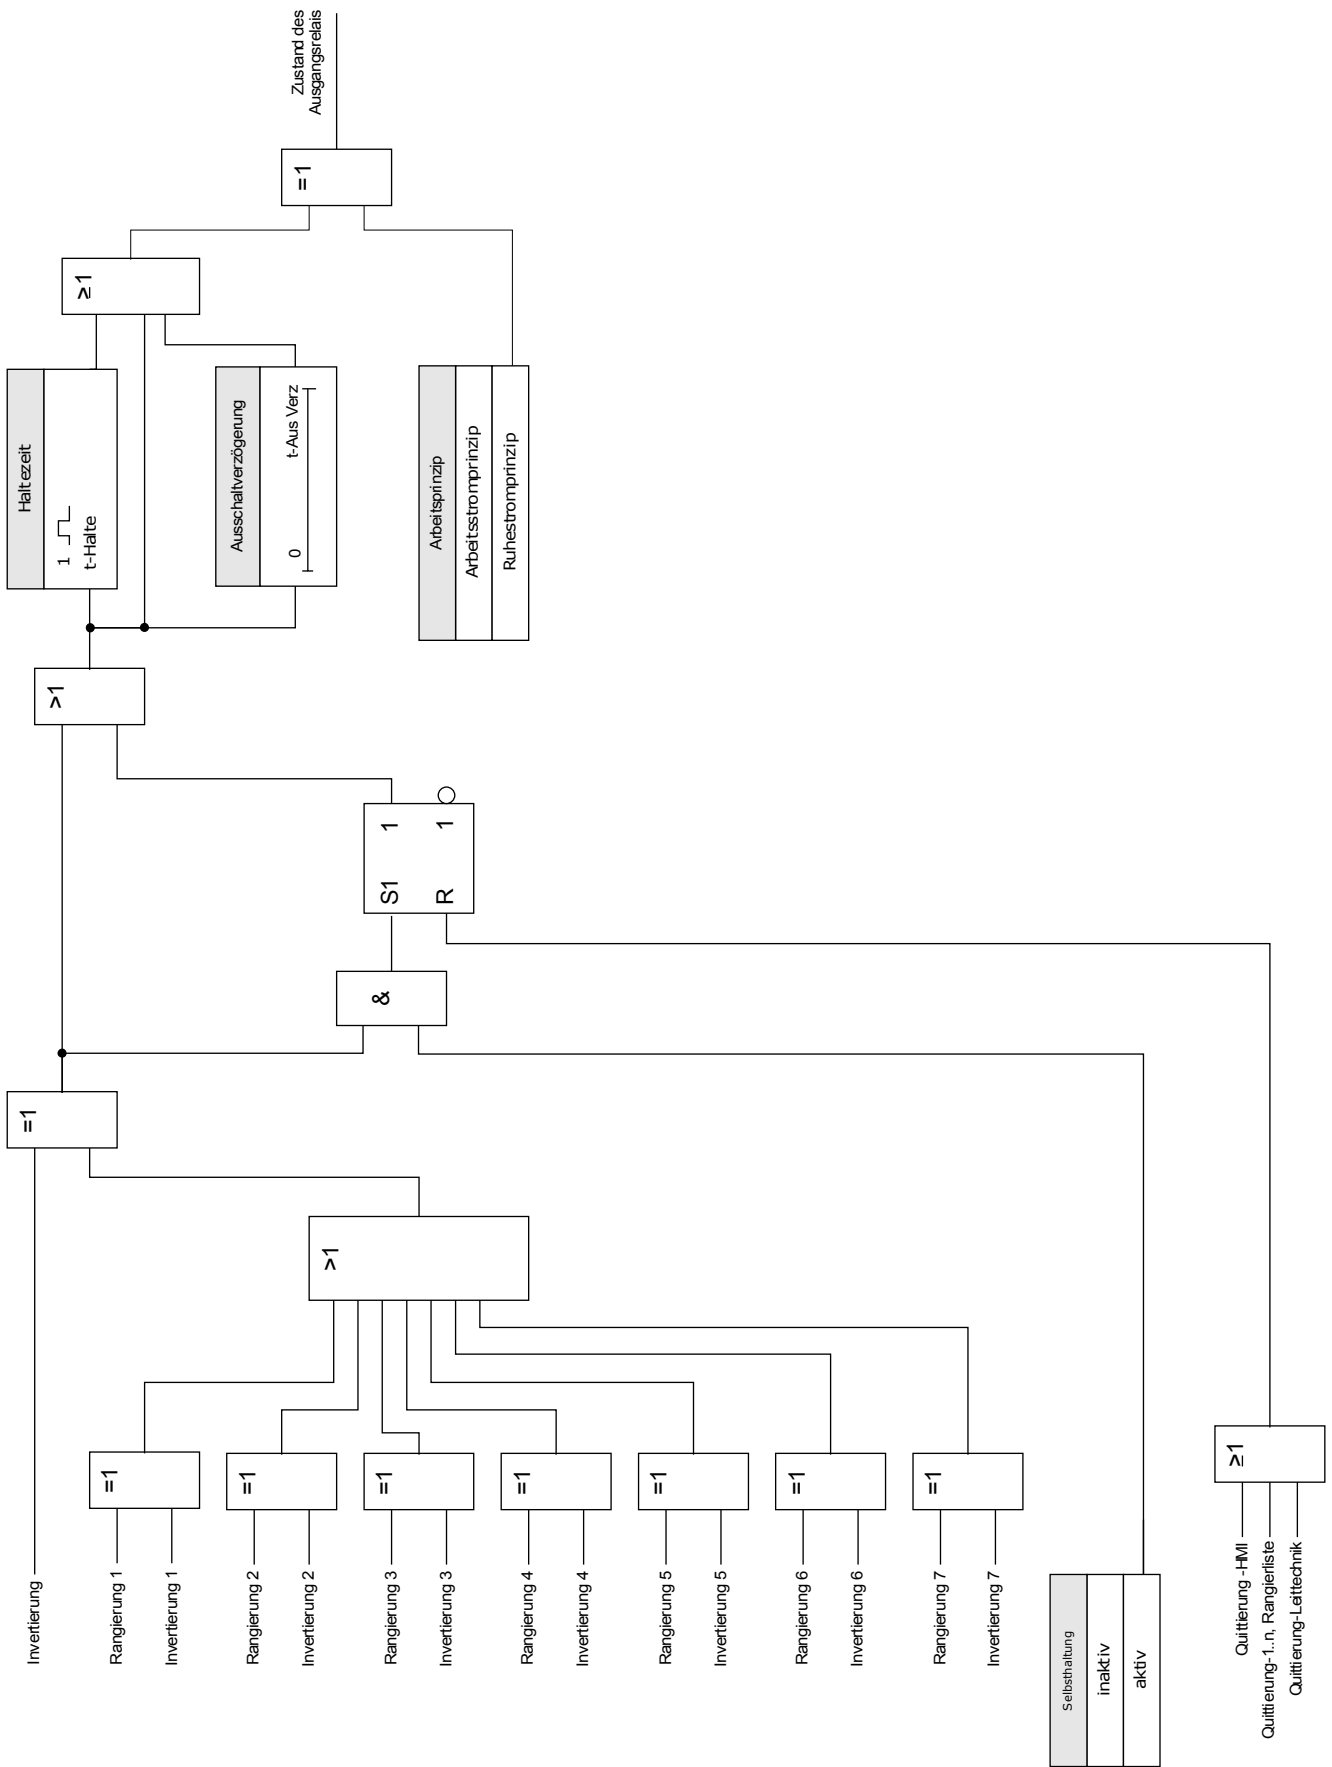 Invertierung
Rangierung 1
Invertierung 1
=1
Rangierung 2
Invertierung 2
=1
Rangierung 3
Invertierung 3
=1
Rangierung 4
Invertierung 4
=1
Rangierung 5
Invertierung 5
=1
Rangierung 6
Invertierung 6
=1
Rangierung 7
Invertierung 7
=1
>1
=1
Selbsthaltung
inaktiv
aktiv
Quittierung -HMI
Quittierung-1..n, Rangierliste
Quittierung-Leittechnik
≥1
&
S1 1
R 1
>1
Haltezeit
1
t-Halte
Ausschaltverzögerung
0 t-Aus Verz
Arbeitsprinzip
Arbeitsstromprinzip
Ruhestromprinzip
≥1
=1
Zustand des
Ausgangsrelais